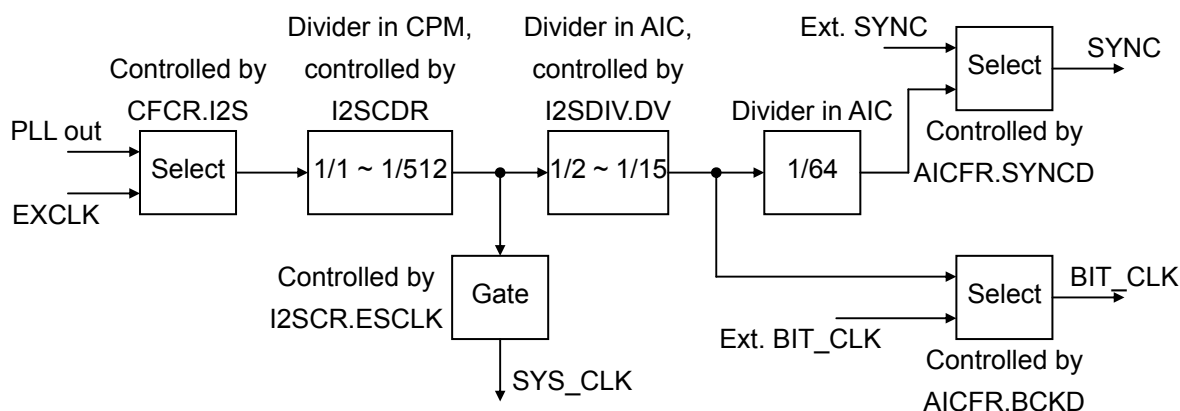 Divider in CPM,
controlled by
I2SCDR
Divider in AIC,
controlled by
I2SDIV.DV
Ext. SYNC
SYNC
Select
Controlled by
CFCR.I2S
Divider in AIC
Controlled by
AICFR.SYNCD
PLL out
EXCLK
Select
1/1 ~ 1/512
1/2 ~ 1/15
1/64
Controlled by
I2SCR.ESCLK
Gate
SYS_CLK
Select
BIT_CLK
Ext. BIT_CLK
Controlled by
AICFR.BCKD